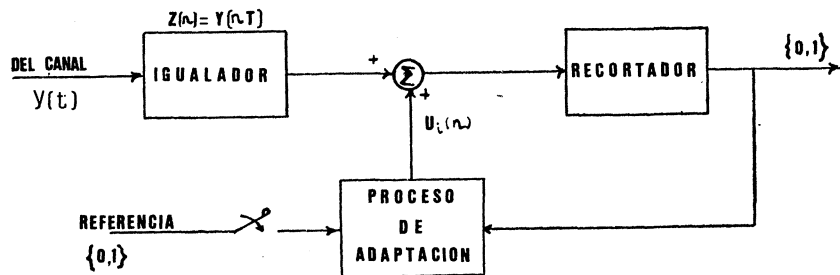 Z(n) = Y(nT)
{0,1}
DEL CANAL
Y(t)
IGUALADOR
+
Σ
+
RECORTADOR
Ui(n)
PROCESO
DE
ADAPTACION
REFERENCIA
{0,1}